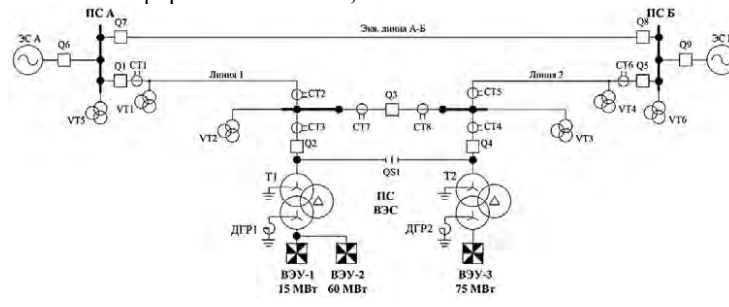 ПС А
ПС Б
Q7
Q8
Экв. линия А-Б
ЭС А
Q6
Q9
ЭС
Q1
CT1
Линия 1
Линия 2
CT6
Q5
VT5
VT1
CT2
Q3
CT5
VT4
VT6
VT2
CT7
CT8
VT3
CT3
CT4
Q2
Q4
QS1
T1
T2
ПС
ВЭС
ДГР1
ДГР2
ВЭУ-1
ВЭУ-2
ВЭУ-3
15 МВт
60 МВт
75 МВт